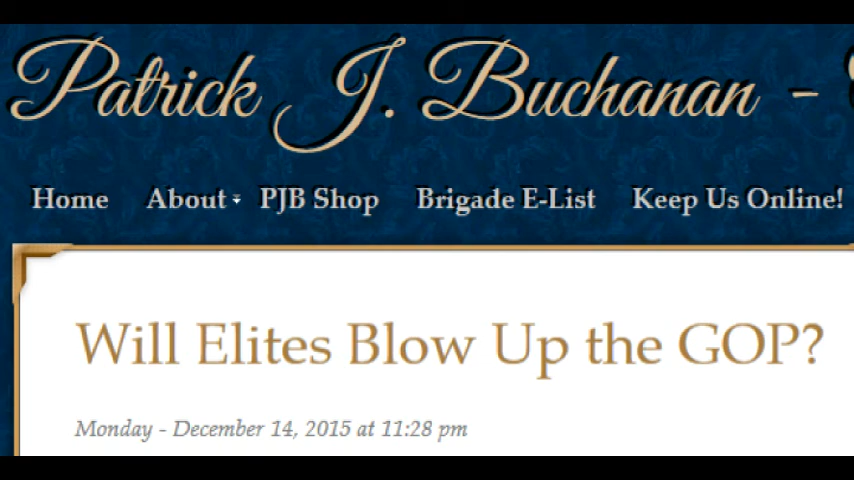 Patrick J. Buchanan -
Home About PJB Shop Brigade E-List Keep Us Online!
Will Elites Blow Up the GOP?
Monday - December 14, 2015 at 11:28 pm